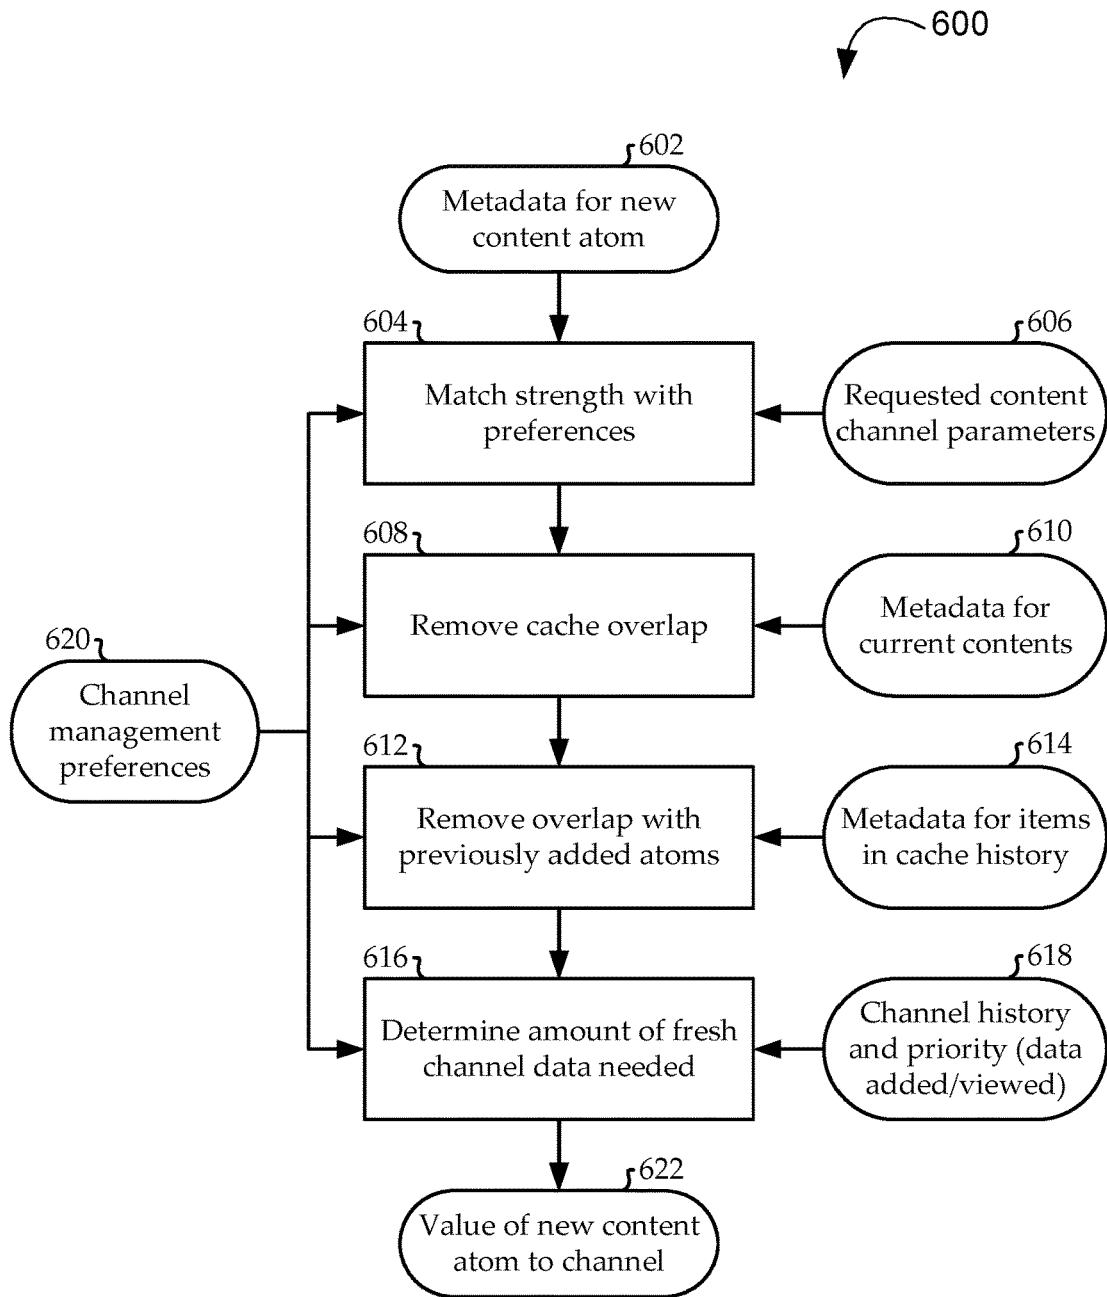 600
602
Metadata for new
content atom
604
Match strength with
preferences
606
Requested content
channel parameters
608
Remove cache overlap
610
Metadata for
current contents
620
Channel
management
preferences
612
Remove overlap with
previously added atoms
614
Metadata for items
in cache history
616
Determine amount of fresh
channel data needed
618
Channel history
and priority (data
added/viewed)
622
Value of new content
atom to channel